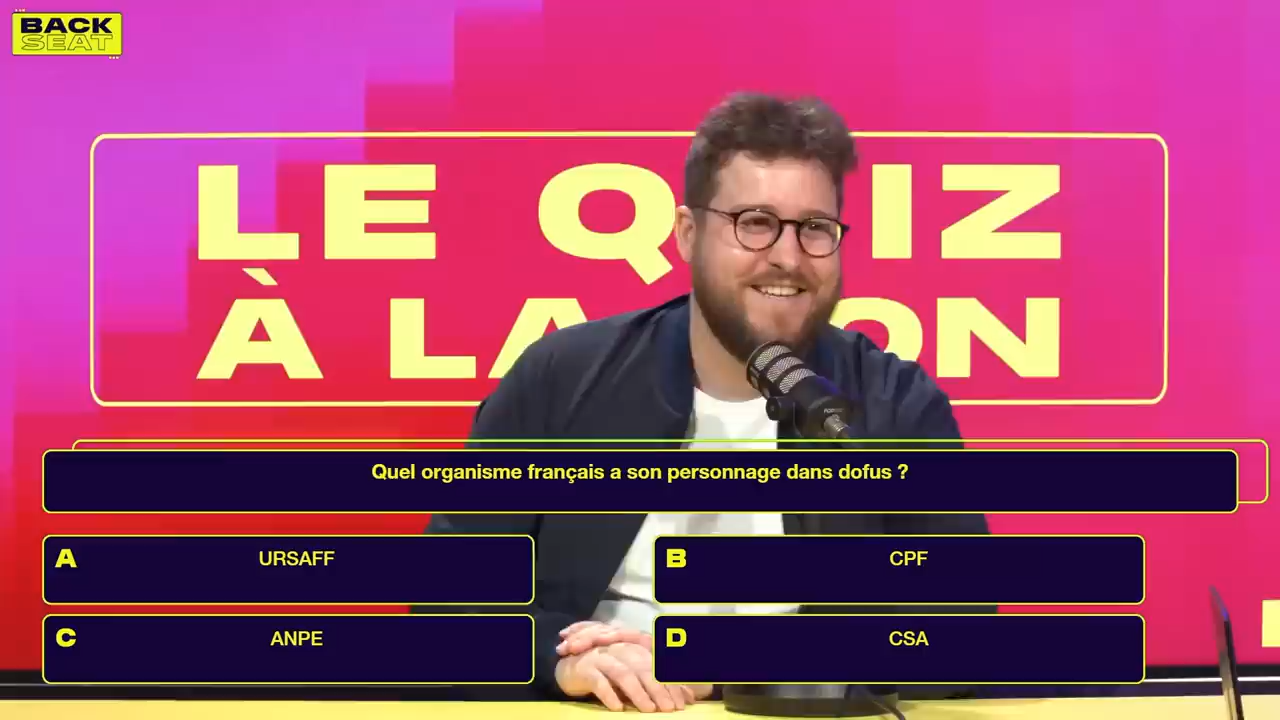 BACK
SEAT
LE Q IZ
À LA ON
Quel organisme français a son personnage dans dofus ?
A URSAFF
B CPF
C ANPE
D CSA